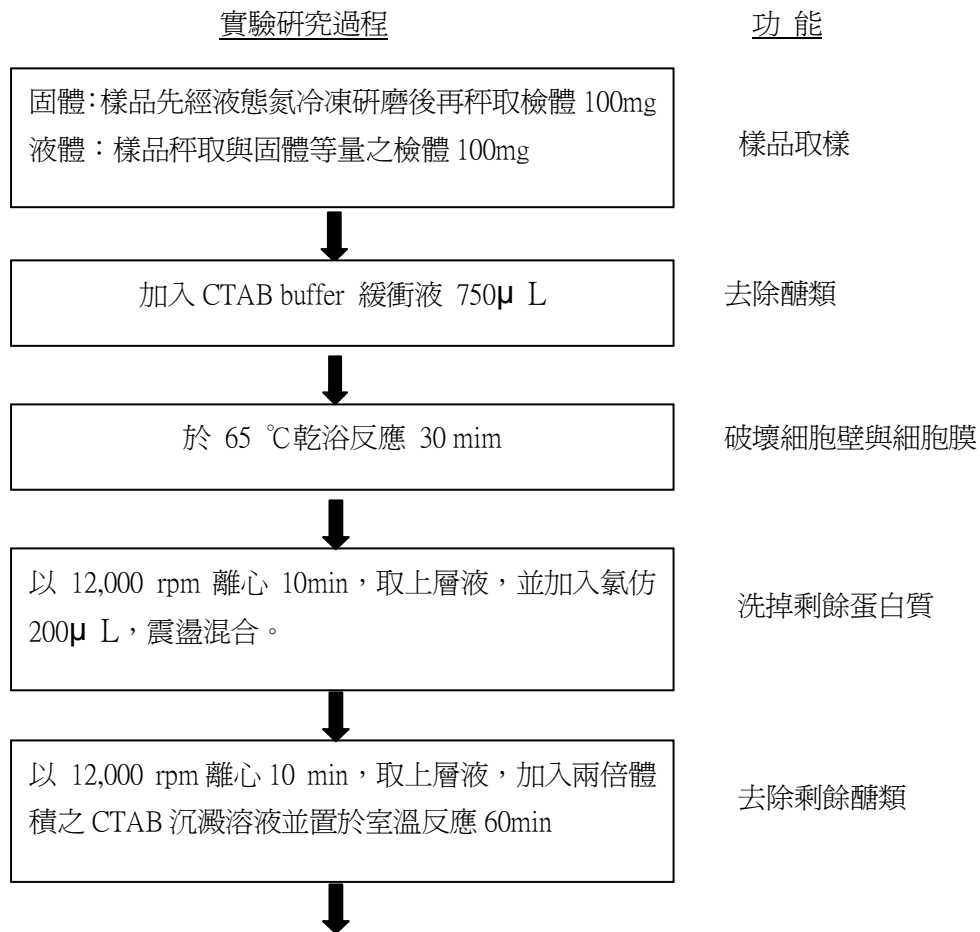 實驗研究過程
功 能
固體:樣品先經液態氮冷凍研磨後再秤取檢體 100mg
液體:樣品秤取與固體等量之檢體 100mg
樣品取樣
加入 CTAB buffer 緩衝液 750μ L
去除醣類
於 65 ℃乾浴反應 30 mim
破壞細胞壁與細胞膜
以 12,000 rpm 離心 10min,取上層液,並加入氯仿
200μ L,震盪混合。
洗掉剩餘蛋白質
以 12,000 rpm 離心 10 min,取上層液,加入兩倍體
積之 CTAB 沉澱溶液並置於室溫反應 60min
去除剩餘醣類